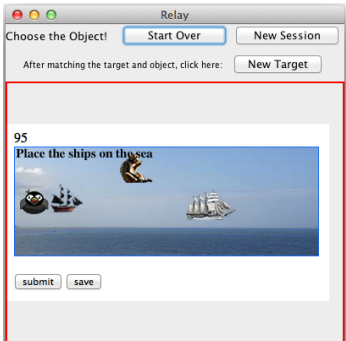 Relay
Choose the Object! Start Over New Session
After matching the target and object, click here: New Target
95
Place the ships on the sea
submit save